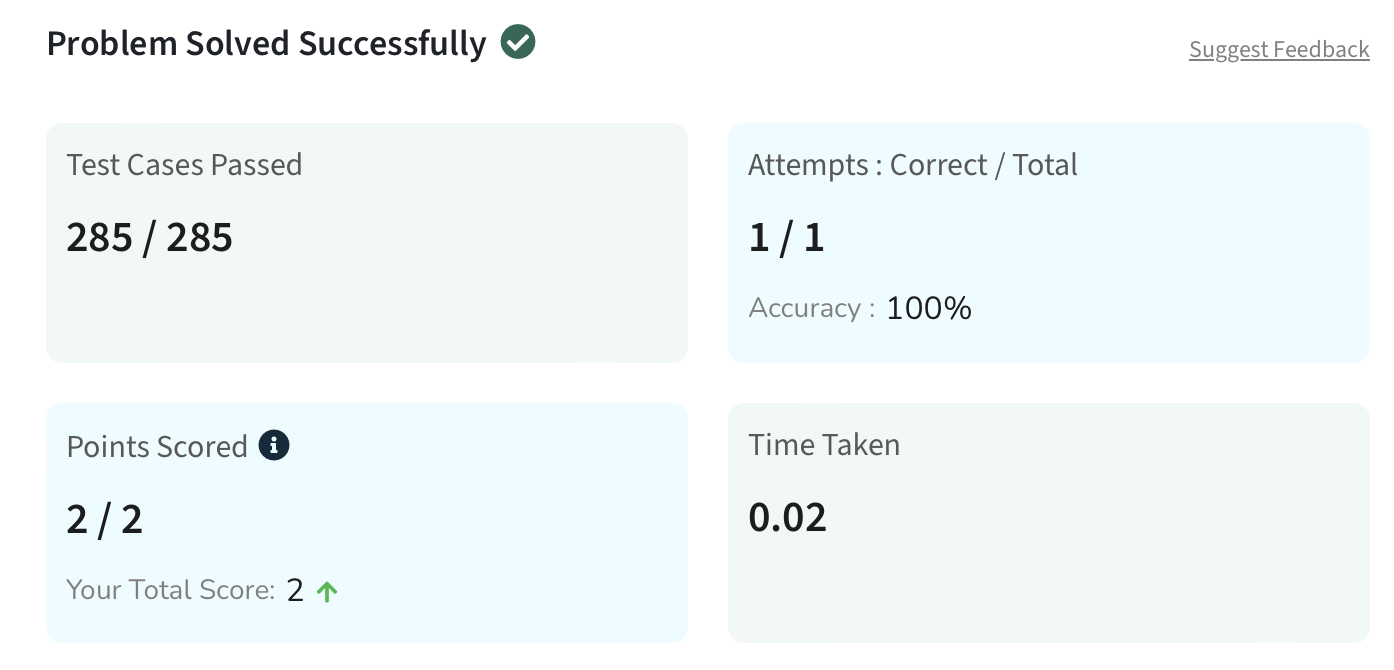 Problem Solved Successfully
Suggest Feedback
Test Cases Passed
285 / 285
Attempts : Correct / Total
1 / 1
Accuracy : 100%
Points Scored
2 / 2
Your Total Score: 2
Time Taken
0.02